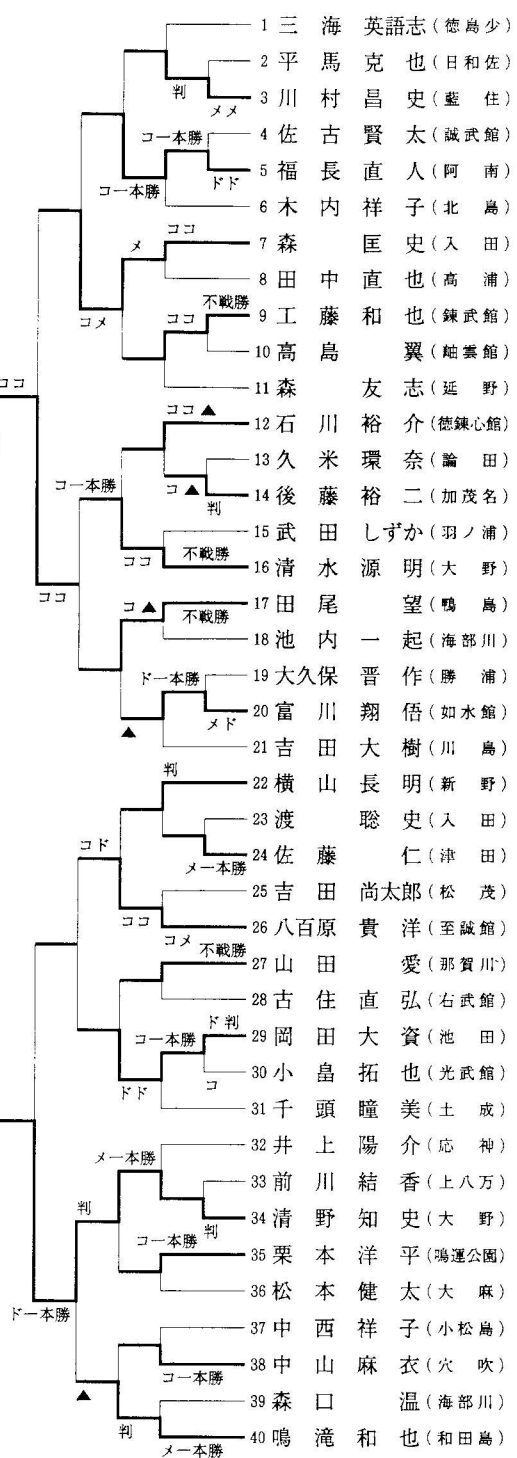 1 三海英語志(徳島少)
2 平馬克也(日和佐)
判
3 川村昌史(藍住)
メメ
コ一本勝
4 佐古賢太(誠武館)
5 福長直人(阿南)
ドド
コ一本勝
6 木内祥子(北島)
ココ
メ
7 森匡史(入田)
8 田中直也(高浦)
不戦勝
コメ
ココ
9 工藤和也(錬武館)
10 高島翼(岫雲館)
11 森友志(延野)
ココ
ココ▲
12 石川裕介(徳錬心館)
13 久米環奈(論田)
コ一本勝
コ▲
14 後藤裕二(加茂名)
判
15 武田しずか(羽ノ浦)
ココ
不戦勝
16 清水源明(大野)
ココ
コ▲
17 田尾望(鴨島)
不戦勝
18 池内一起(海部川)
ド一本勝
19 大久保晋作(勝浦)
20 富川翔伍(如水館)
メド
▲
21 吉田大樹(川島)
判
22 横山長明(新野)
23 渡聡史(入田)
コド
24 佐藤仁(津田)
メ一本勝
25 吉田尚太郎(松茂)
ココ
26 八百原貴洋(至誠館)
コメ
不戦勝
27 山田愛(那賀川)
28 古住直弘(右武館)
ド判
コ一本勝
29 岡田大資(池田)
30 小畠拓也(光武館)
コ
ドド
31 千頭瞳美(土成)
32 井上陽介(応神)
メ一本勝
33 前川結香(上八万)
判
34 清野知史(大野)
判
コ一本勝
35 栗本洋平(鳴運公園)
36 松本健太(大麻)
ド一本勝
37 中西祥子(小松島)
38 中山麻衣(穴吹)
コ一本勝
▲
39 森口温(海部川)
判
40 鳴滝和也(和田島)
メ一本勝